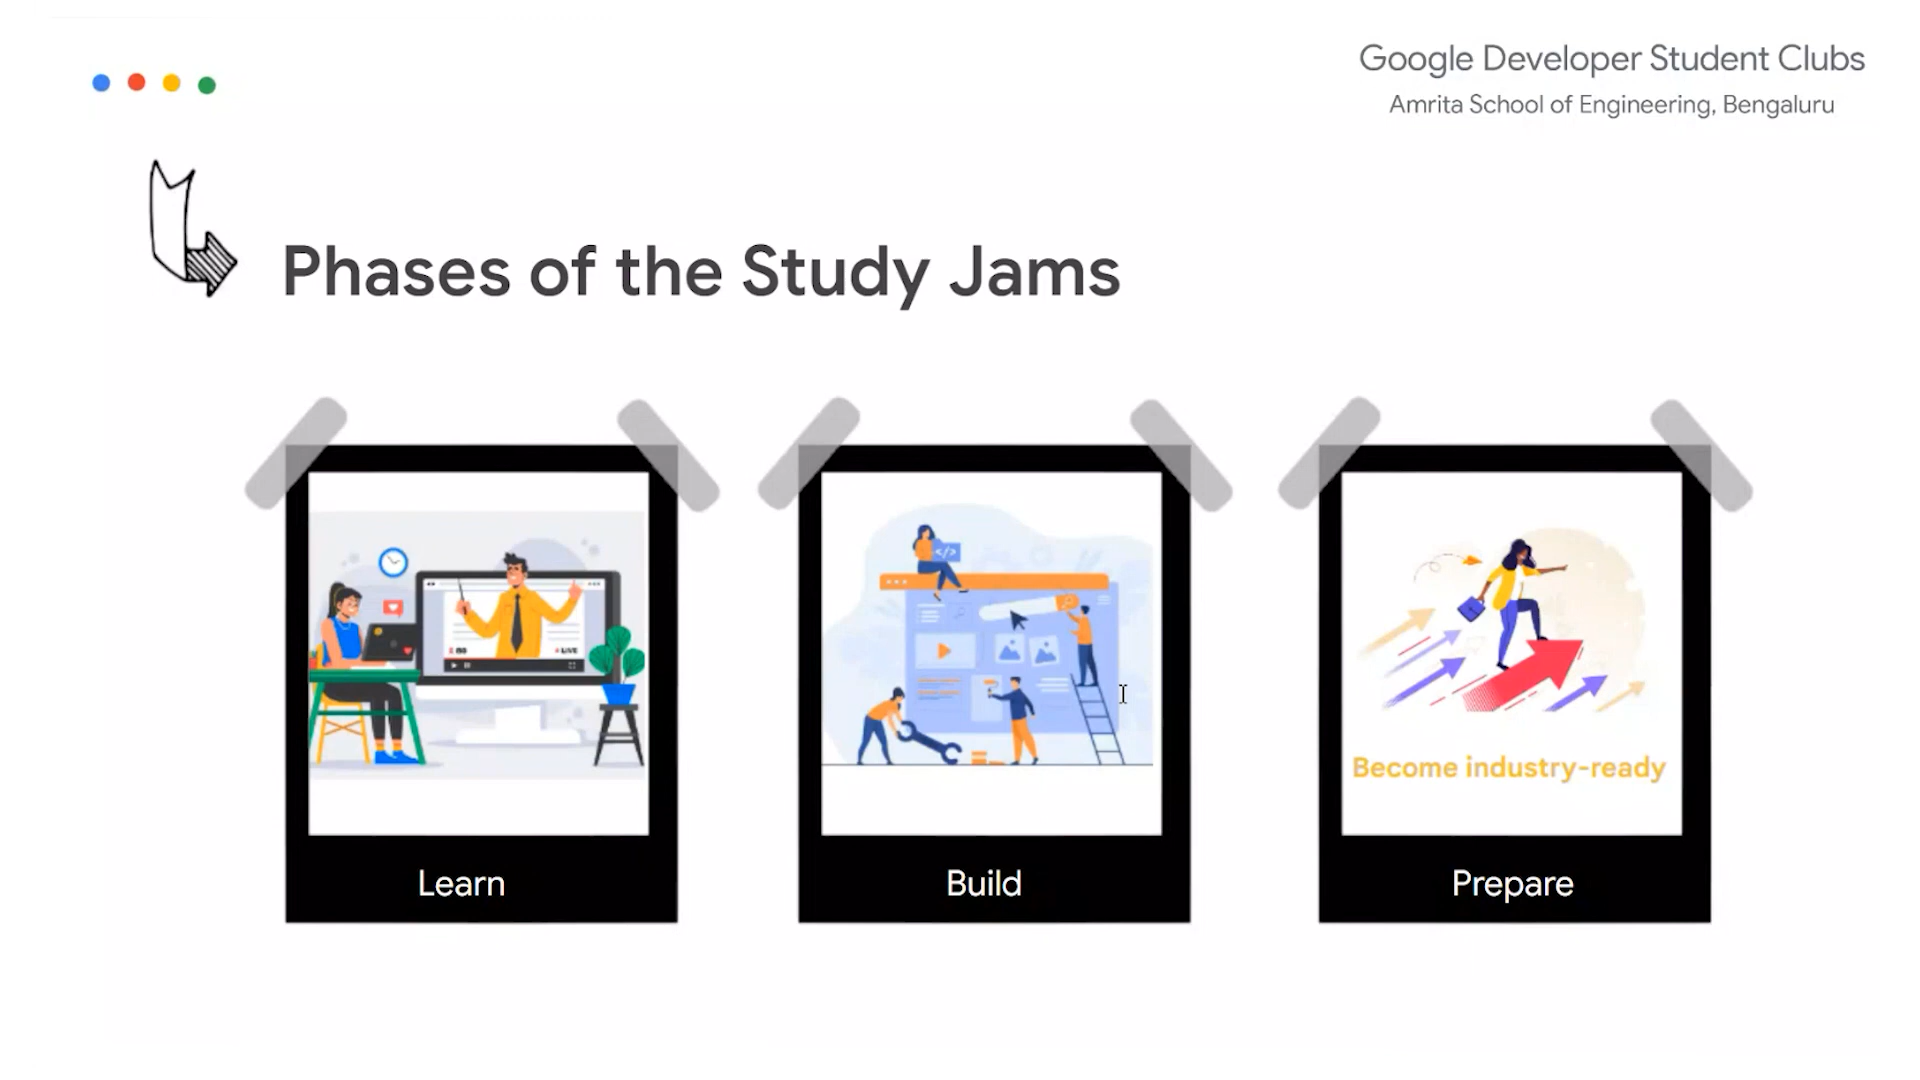 Google Developer Student Clubs
Amrita School of Engineering, Bengaluru
Phases of the Study Jams
</>
LIVE
Become industry-ready
Learn
Build
Prepare